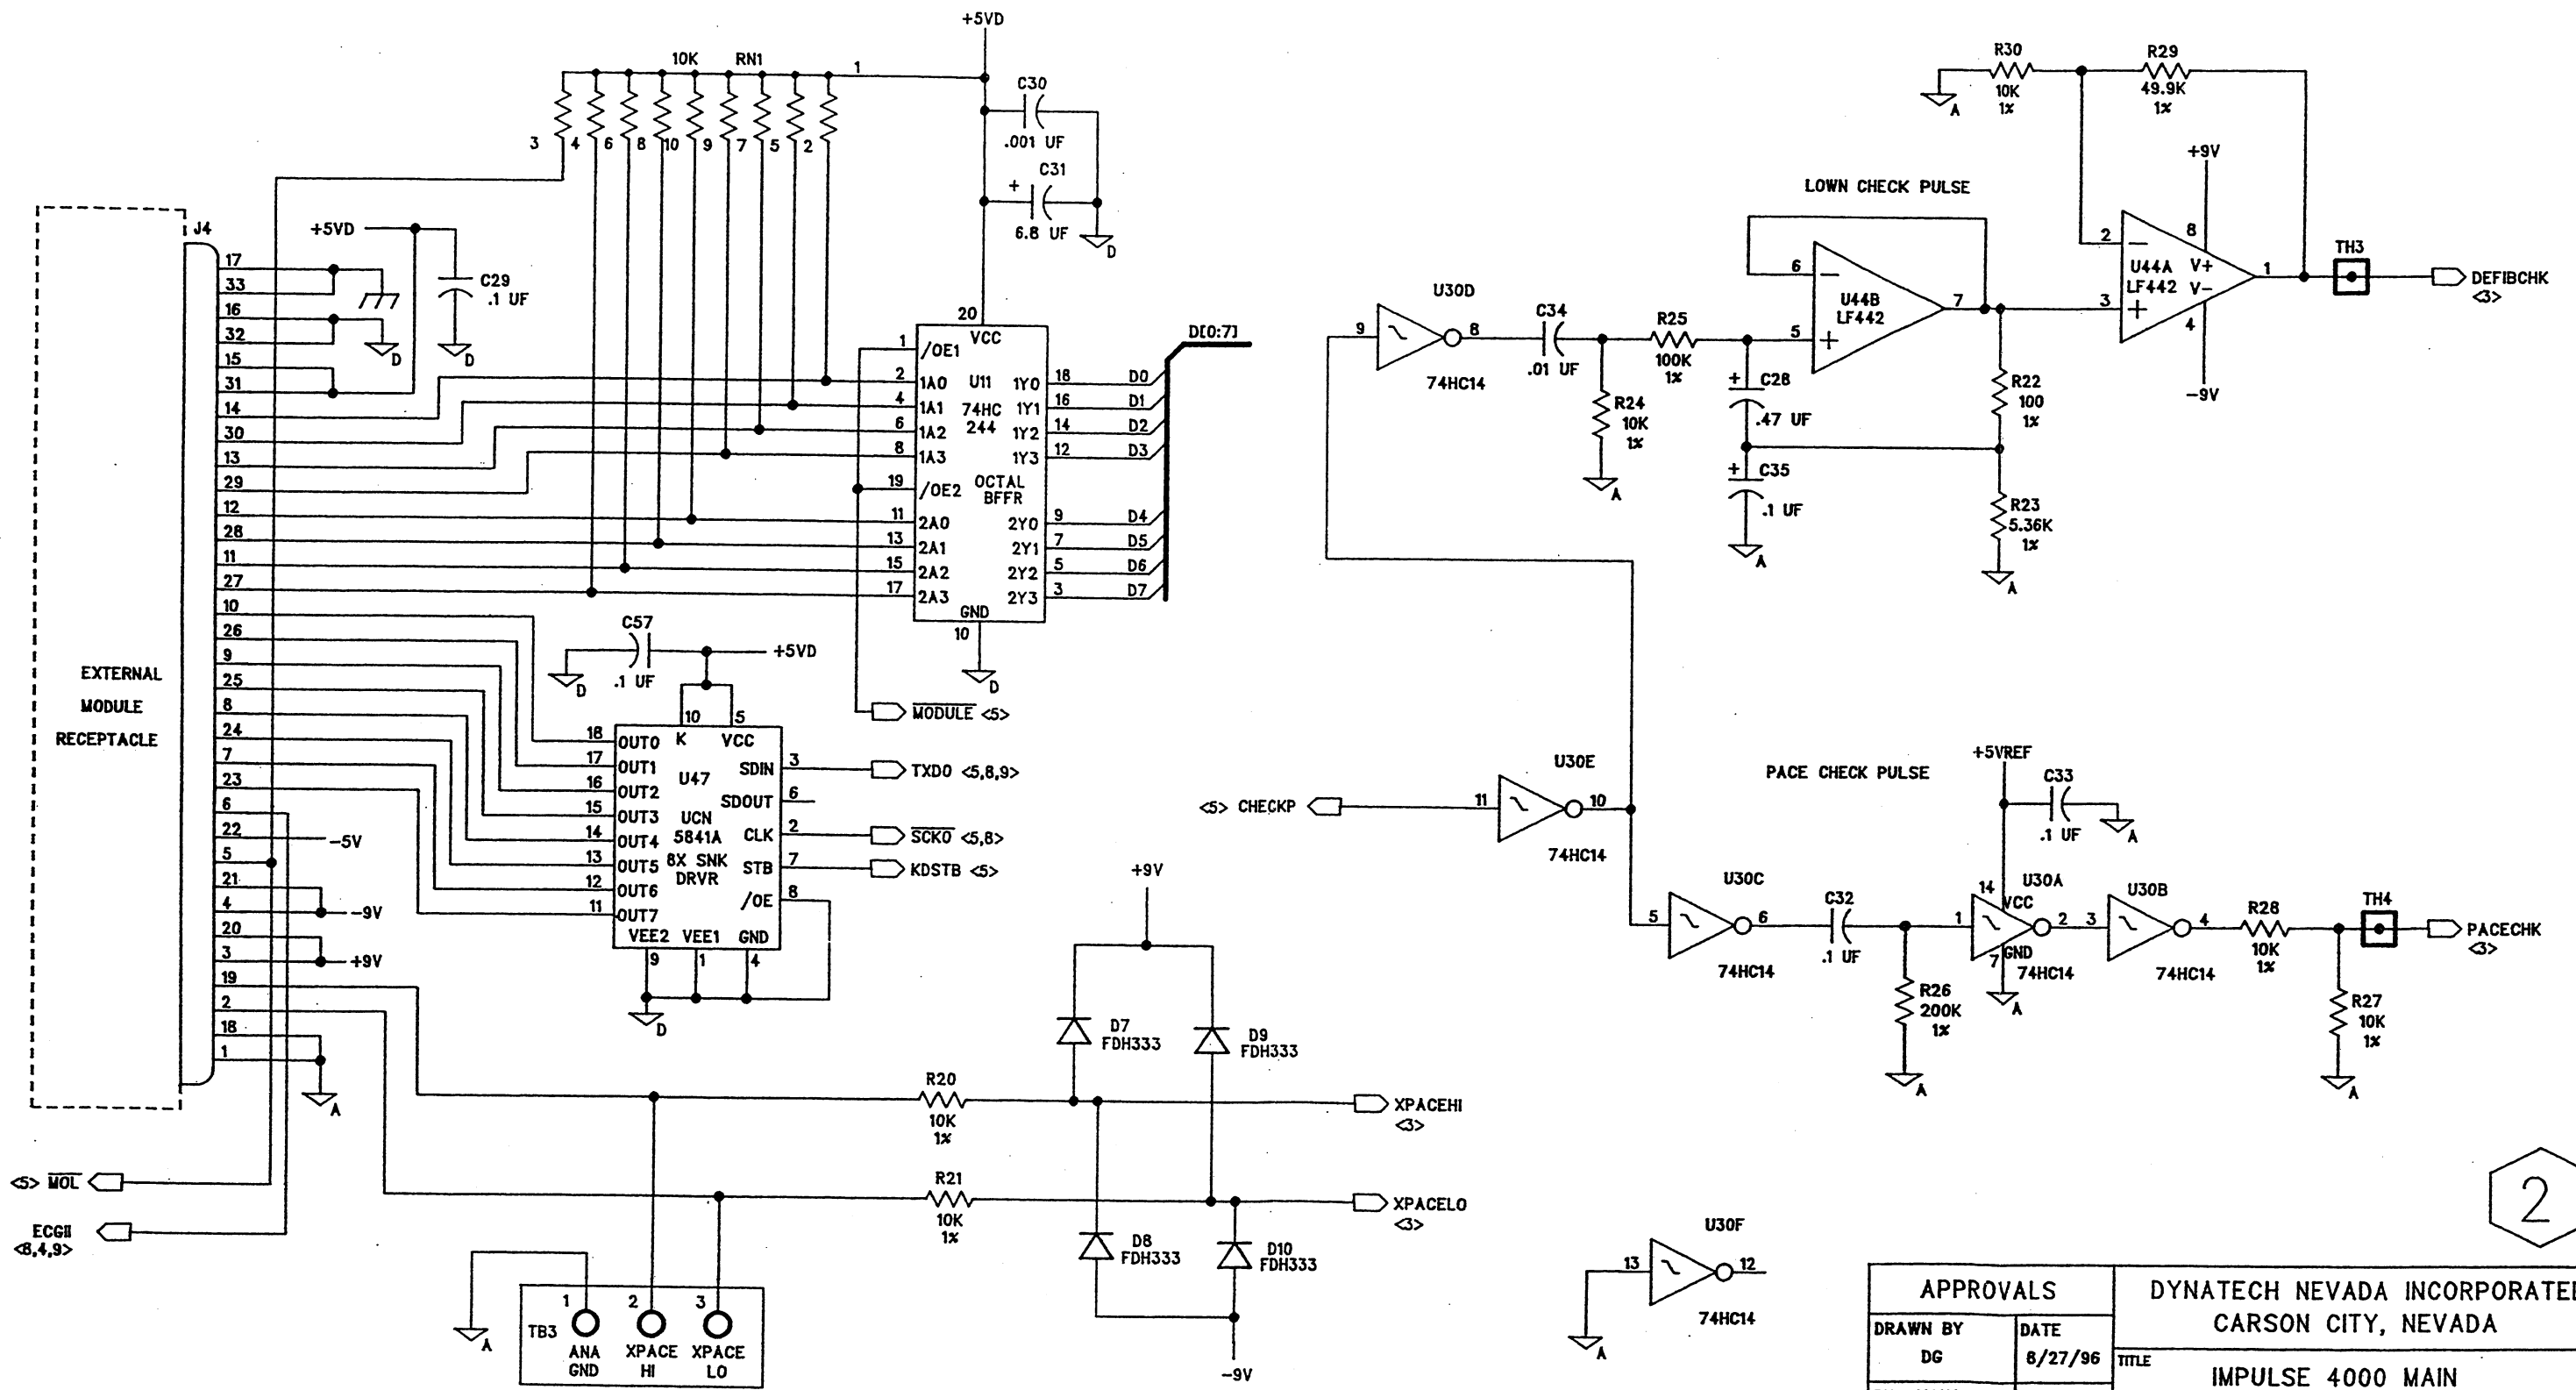 +5VD
10K RN1 1
C30
.001 UF
C31
+
6.8 UF
D
3 4 6 8 10 9 7 5 2
J4
+5VD
C29
.1 UF
D
D
17
33
16
32
15
31
14
30
13
29
12
28
11
27
10
26
9
25
8
24
7
23
6
22
5
21
4
20
3
19
2
18
1
-5V
-9V
+9V
A
EXTERNAL
MODULE
RECEPTACLE
20
VCC
1 /OE1
2 1A0 U11 1Y0 18 D0
4 1A1 74HC 1Y1 16 D1
6 1A2 244 1Y2 14 D2
8 1A3 1Y3 12 D3
19 /OE2 OCTAL
BFFR
11 2A0 2Y0 9 D4
13 2A1 2Y1 7 D5
15 2A2 2Y2 5 D6
17 2A3 2Y3 3 D7
GND
10
D
D[0:7]
MODULE <5>
C57
.1 UF
D
+5VD
10 5
K VCC
18 OUT0
17 OUT1
16 OUT2
15 OUT3
14 OUT4
13 OUT5
12 OUT6
11 OUT7
U47
UCN
5841A
8X SNK
DRVR
SDIN 3 TXD0 <5,8,9>
SDOUT 6
CLK 2 SCK0 <5,8>
STB 7 KDSTB <5>
/OE 8
VEE2 VEE1 GND
9 1 4
D
+9V
D7
FDH333
D9
FDH333
R20
10K
1%
XPACEHI
<3>
R21
10K
1%
XPACELO
<3>
D8
FDH333
D10
FDH333
-9V
<5> MOL
ECGII
<8,4,9>
A
TB3
1 2 3
ANA XPACE XPACE
GND HI LO
R30
10K
1%
A
R29
49.9K
1%
+9V
LOWN CHECK PULSE
2 −
8
U44A V+
LF442 V-
3 +
4
1
-9V
TH3
DEFIBCHK
<3>
U30D
9 8
74HC14
C34
.01 UF
R25
100K
1%
R24
10K
1%
A
6 −
U44B
LF442
5 +
7
+ C28
.47 UF
+ C35
.1 UF
A
R22
100
1%
R23
5.36K
1%
A
<5> CHECKP
U30E
11 10
74HC14
PACE CHECK PULSE
+5VREF
C33
.1 UF
A
U30C
5 6
74HC14
C32
.1 UF
R26
200K
1%
A
U30A
14
VCC
1 2
GND
7
74HC14
A
U30B
3 4
74HC14
R28
10K
1%
TH4
PACECHK
<3>
R27
10K
1%
A
U30F
13 12
74HC14
A
2
APPROVALS
DRAWN BY DATE
DG 8/27/96
DYNATECH NEVADA INCORPORATED
CARSON CITY, NEVADA
TITLE
IMPULSE 4000 MAIN